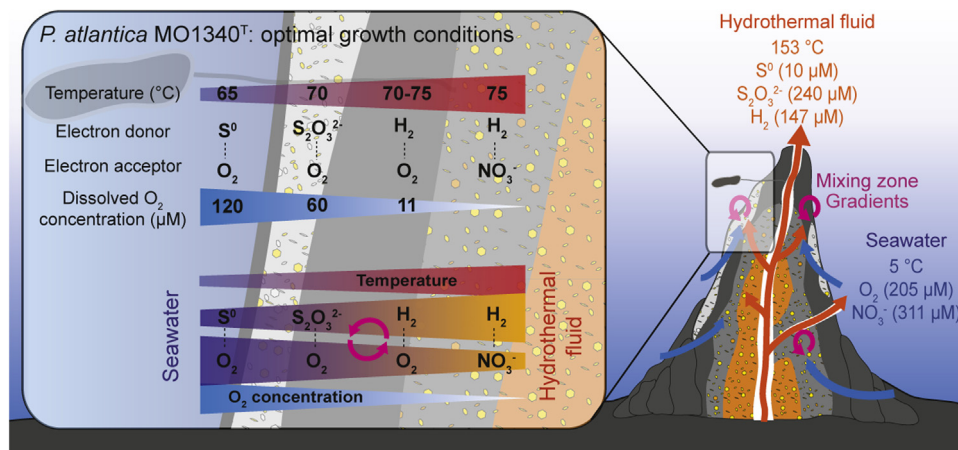 P. atlantica MO1340ᵀ: optimal growth conditions
Temperature (°C) 65 70 70-75 75
Electron donor S⁰ S₂O₃²⁻ H₂ H₂
Electron acceptor O₂ O₂ O₂ NO₃⁻
Dissolved O₂
concentration (µM) 120 60 11
Temperature
S⁰ S₂O₃²⁻ H₂ H₂
O₂ O₂ O₂ NO₃⁻
O₂ concentration
Seawater
Hydrothermal
fluid
Hydrothermal fluid
153 °C
S⁰ (10 µM)
S₂O₃²⁻ (240 µM)
H₂ (147 µM)
Mixing zone
Gradients
Seawater
5 °C
O₂ (205 µM)
NO₃⁻ (311 µM)